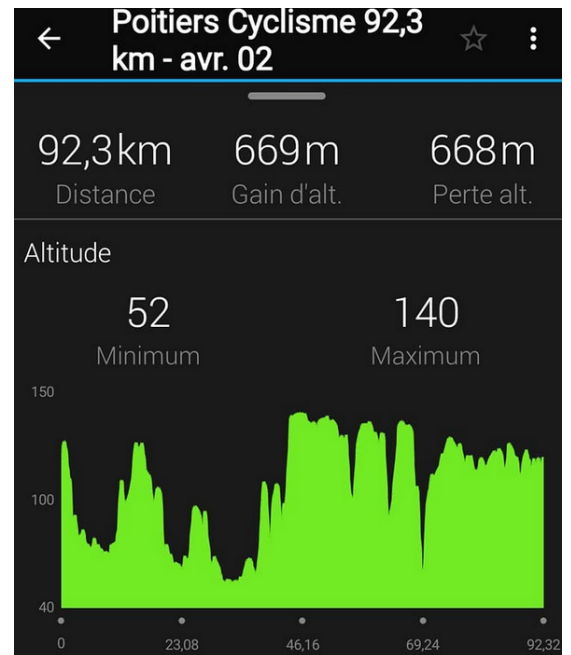 Poitiers Cyclisme 92,3
km - avr. 02
92,3km 669m 668m
Distance Gain d'alt. Perte alt.
Altitude
52 140
Minimum Maximum
150
100
40
0 23,08 46,16 69,24 92,32